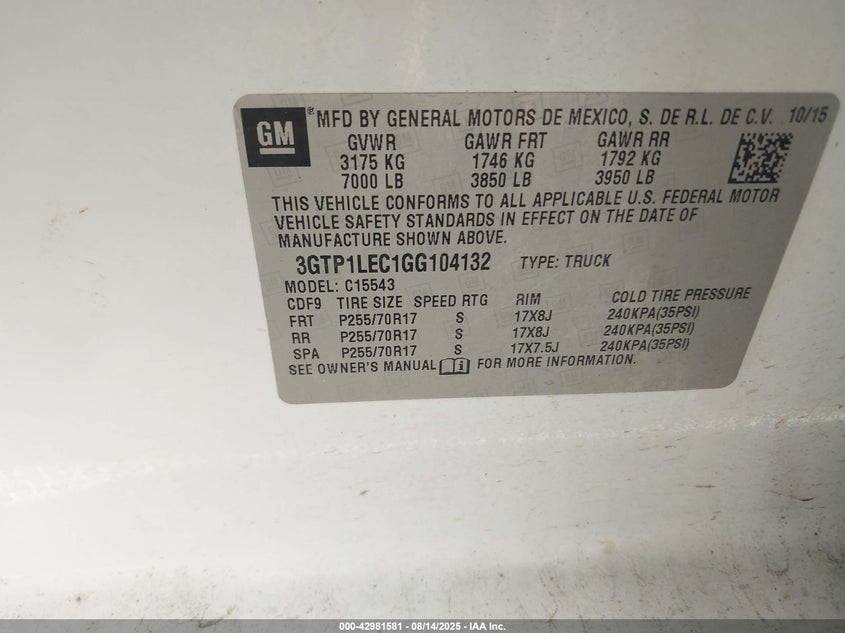 GM ® MFD BY GENERAL MOTORS DE MEXICO, S. DE R.L. DE C.V. 10/15
GVWR GAWR FRT GAWR RR
3175 KG 1746 KG 1792 KG
7000 LB 3850 LB 3950 LB
THIS VEHICLE CONFORMS TO ALL APPLICABLE U.S. FEDERAL MOTOR
VEHICLE SAFETY STANDARDS IN EFFECT ON THE DATE OF
MANUFACTURE SHOWN ABOVE.
3GTP1LEC1GG104132 TYPE: TRUCK
MODEL: C15543
CDF9 TIRE SIZE SPEED RTG RIM COLD TIRE PRESSURE
FRT P255/70R17 S 17X8J 240KPA(35PSI)
RR P255/70R17 S 17X8J 240KPA(35PSI)
SPA P255/70R17 S 17X7.5J 240KPA(35PSI)
SEE OWNER'S MANUAL FOR MORE INFORMATION.
000-42981581 - 08/14/2025 - IAA Inc.